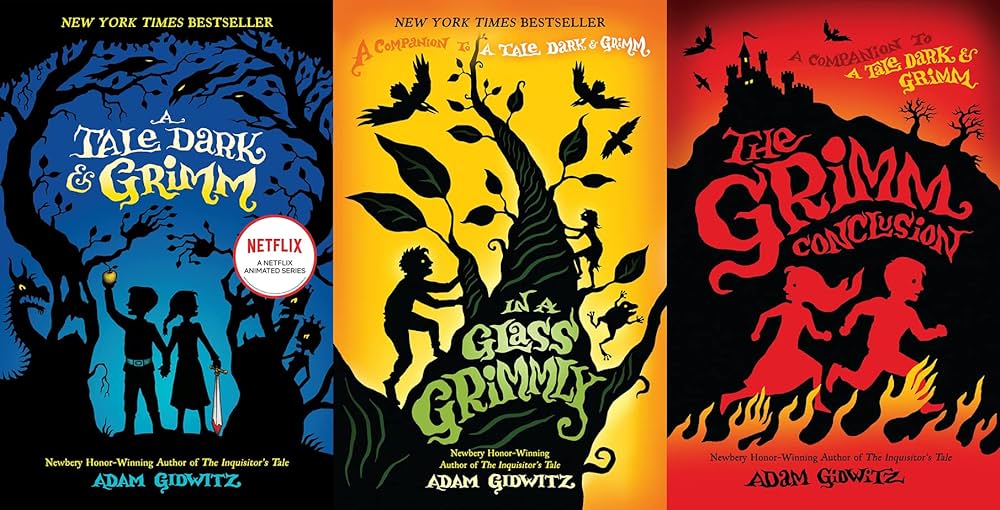 NEW YORK TIMES BESTSELLER
A
TALE DARK
& GRIMM
NETFLIX
A NETFLIX
ANIMATED SERIES
Newbery Honor-Winning Author of The Inquisitor's Tale
ADAM GIDWITZ
NEW YORK TIMES BESTSELLER
A COMPANION TO A TALE DARK & GRIMM
IN A
GLASS
GRIMMLY
Newbery Honor-Winning
Author of The Inquisitor's Tale
ADAM GIDWITZ
A COMPANION TO
A TALE DARK &
GRIMM
THE
GRIMM
CONCLUSION
Newbery Honor-Winning Author of The Inquisitor's Tale
ADAM GIDWITZ